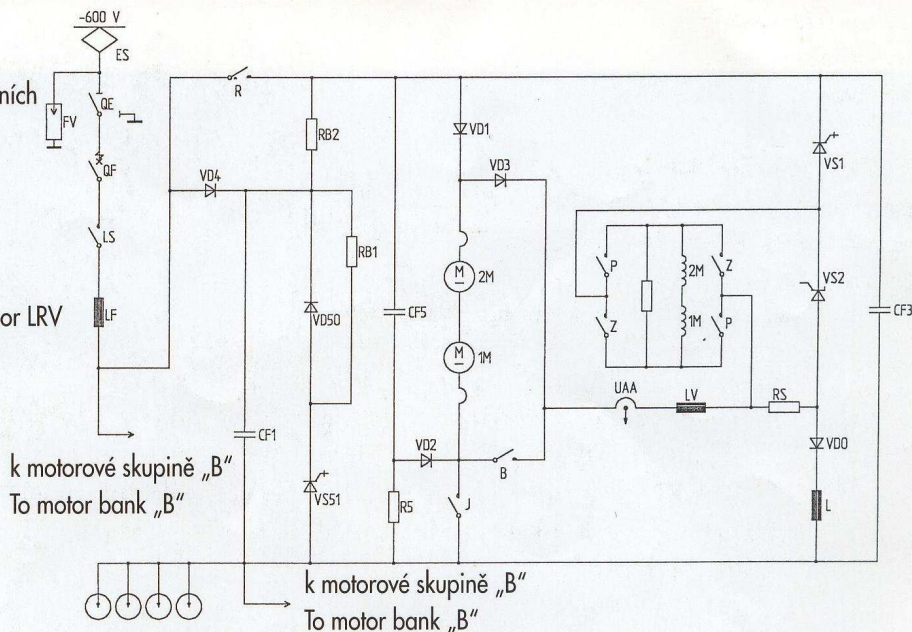 -600 V
ES
ních
FV
QE
QF
LS
or LRV
LF
k motorové skupině „B“
To motor bank „B“
R
VD4
RB2
RB1
VD50
CF1
VS51
CF5
R5
VD1
VD3
M
2M
M
1M
VD2
B
J
UAA
LV
P
Z
2M
1M
Z
P
RS
VS1
VS2
VD0
L
CF3
k motorové skupině „B“
To motor bank „B“